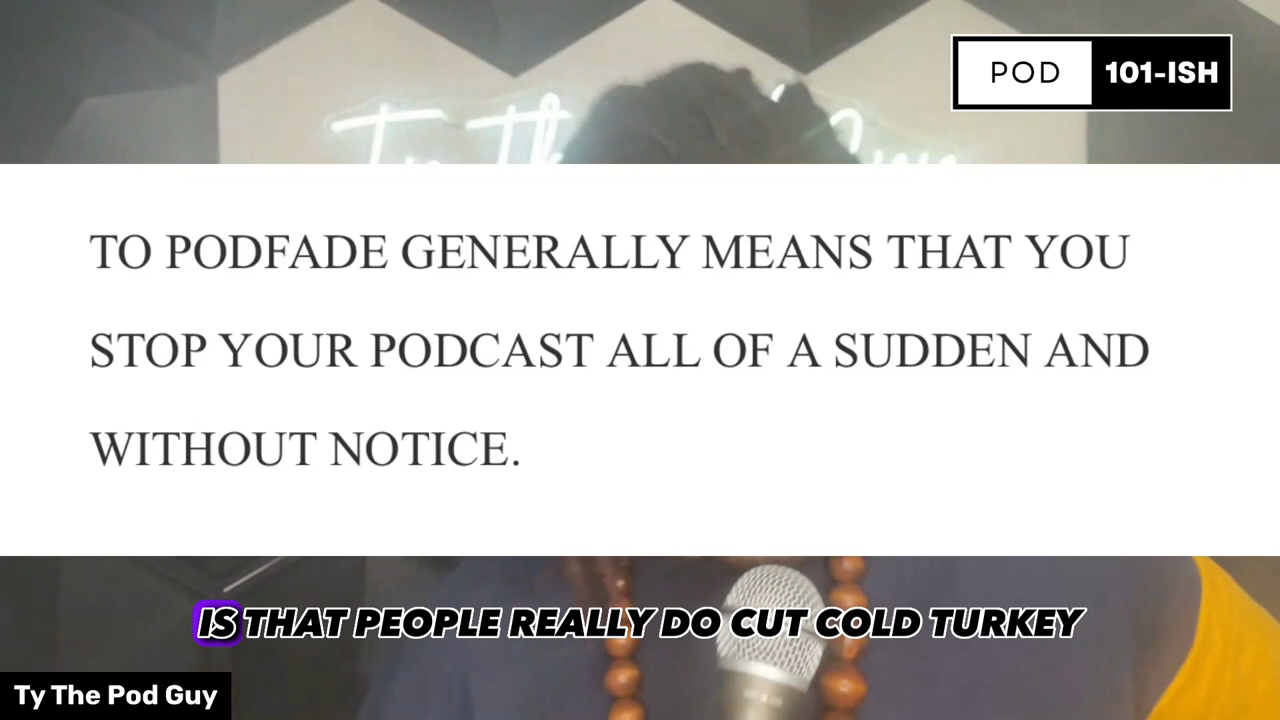 POD 101-ISH
TO PODFADE GENERALLY MEANS THAT YOU
STOP YOUR PODCAST ALL OF A SUDDEN AND
WITHOUT NOTICE.
IS THAT PEOPLE REALLY DO CUT COLD TURKEY
Ty The Pod Guy